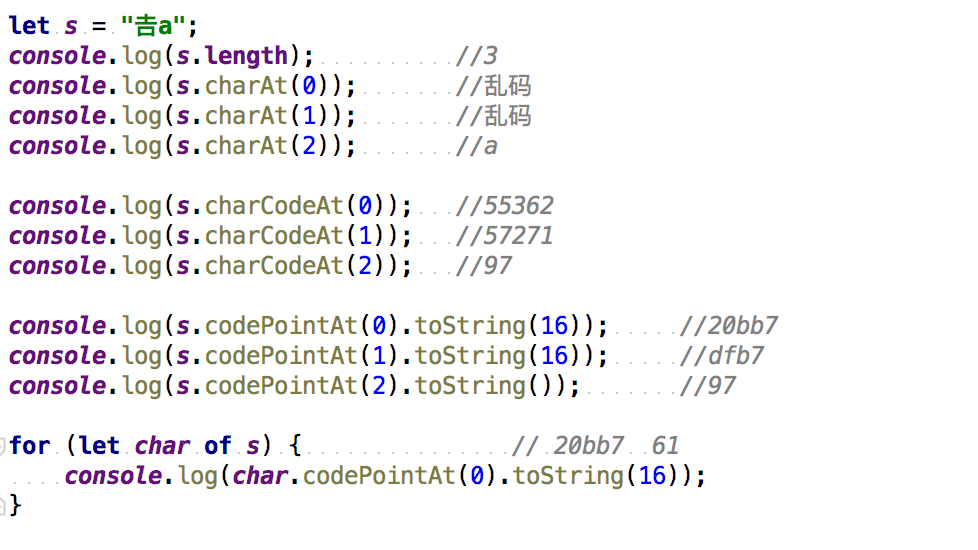 let s = "𠮷a";
console.log(s.length);          //3
console.log(s.charAt(0));       //乱码
console.log(s.charAt(1));       //乱码
console.log(s.charAt(2));       //a
console.log(s.charCodeAt(0));   //55362
console.log(s.charCodeAt(1));   //57271
console.log(s.charCodeAt(2));   //97
console.log(s.codePointAt(0).toString(16));     //20bb7
console.log(s.codePointAt(1).toString(16));     //dfb7
console.log(s.codePointAt(2).toString());       //97
for (let char of s) {               // 20bb7  61
    console.log(char.codePointAt(0).toString(16));
}